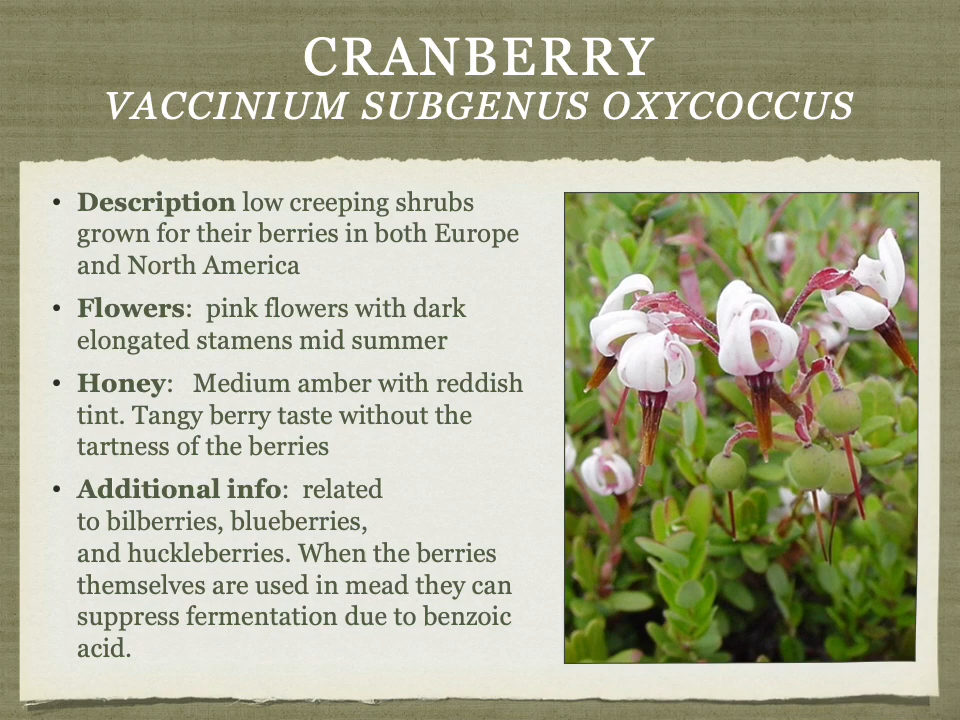 CRANBERRY
VACCINIUM SUBGENUS OXYCOCCUS
• Description low creeping shrubs
grown for their berries in both Europe
and North America
• Flowers:  pink flowers with dark
elongated stamens mid summer
• Honey:   Medium amber with reddish
tint. Tangy berry taste without the
tartness of the berries
• Additional info:  related
to bilberries, blueberries,
and huckleberries. When the berries
themselves are used in mead they can
suppress fermentation due to benzoic
acid.